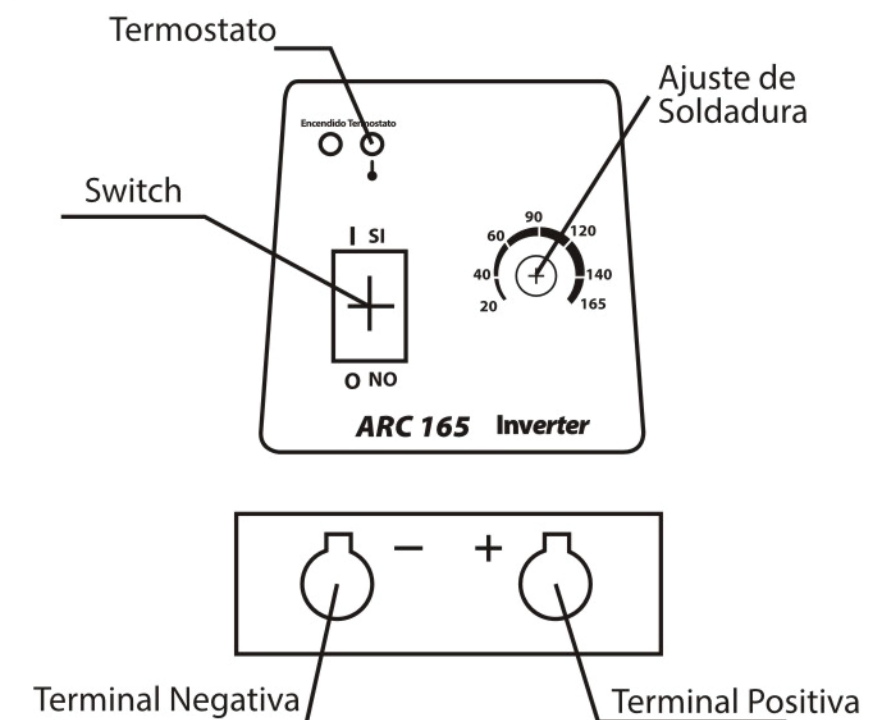 Termostato
Ajuste de
Soldadura
Encendido Termostato
Switch
I SI
90
60
120
40
140
20
165
O NO
ARC 165 Inverter
− +
Terminal Negativa
Terminal Positiva